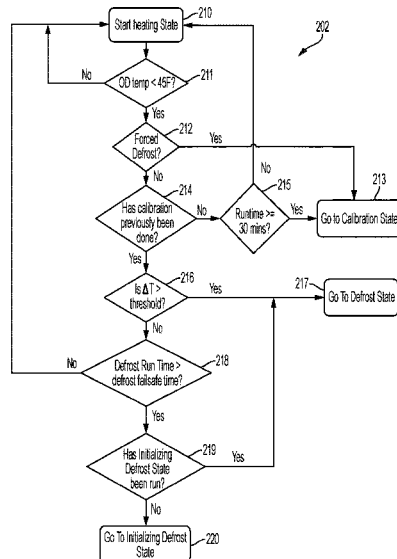 210
Start heating State
202
211
No
OD temp < 45F?
Yes
212
Forced
Defrost?
Yes
No
No
215
213
214
Has calibration
previously been
done?
No
Runtime >=
30 mins?
Yes
Go to Calibration State
Yes
216
217
Is ΔT >
threshold?
Yes
Go To Defrost State
No
No
218
Defrost Run Time >
defrost failsafe time?
Yes
219
Has Initializing
Defrost State
been run?
Yes
No
Go To Initializing Defrost
State
220